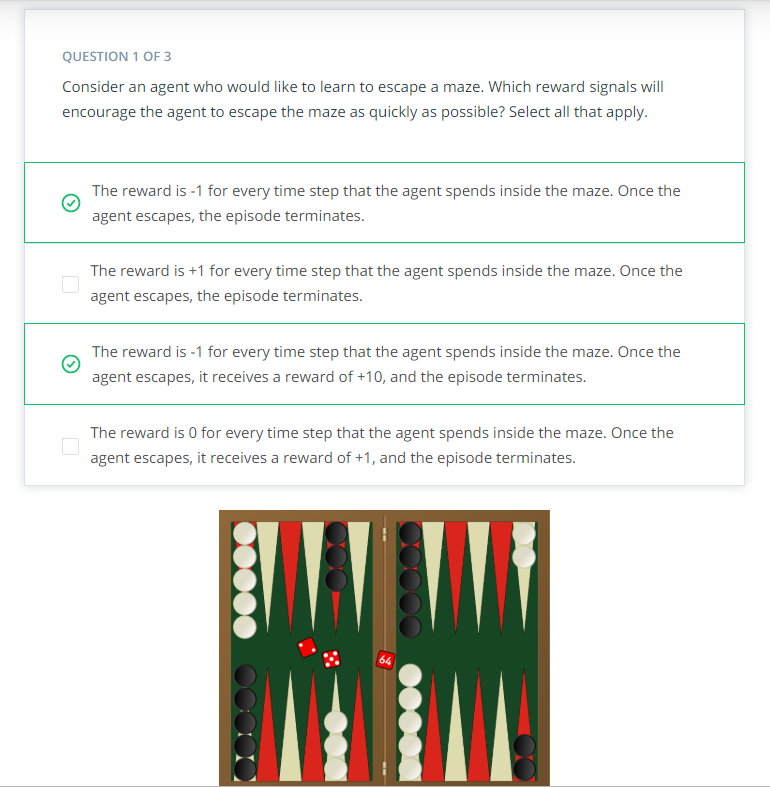 QUESTION 1 OF 3
Consider an agent who would like to learn to escape a maze. Which reward signals will
encourage the agent to escape the maze as quickly as possible? Select all that apply.
The reward is -1 for every time step that the agent spends inside the maze. Once the
agent escapes, the episode terminates.
The reward is +1 for every time step that the agent spends inside the maze. Once the
agent escapes, the episode terminates.
The reward is -1 for every time step that the agent spends inside the maze. Once the
agent escapes, it receives a reward of +10, and the episode terminates.
The reward is 0 for every time step that the agent spends inside the maze. Once the
agent escapes, it receives a reward of +1, and the episode terminates.
64